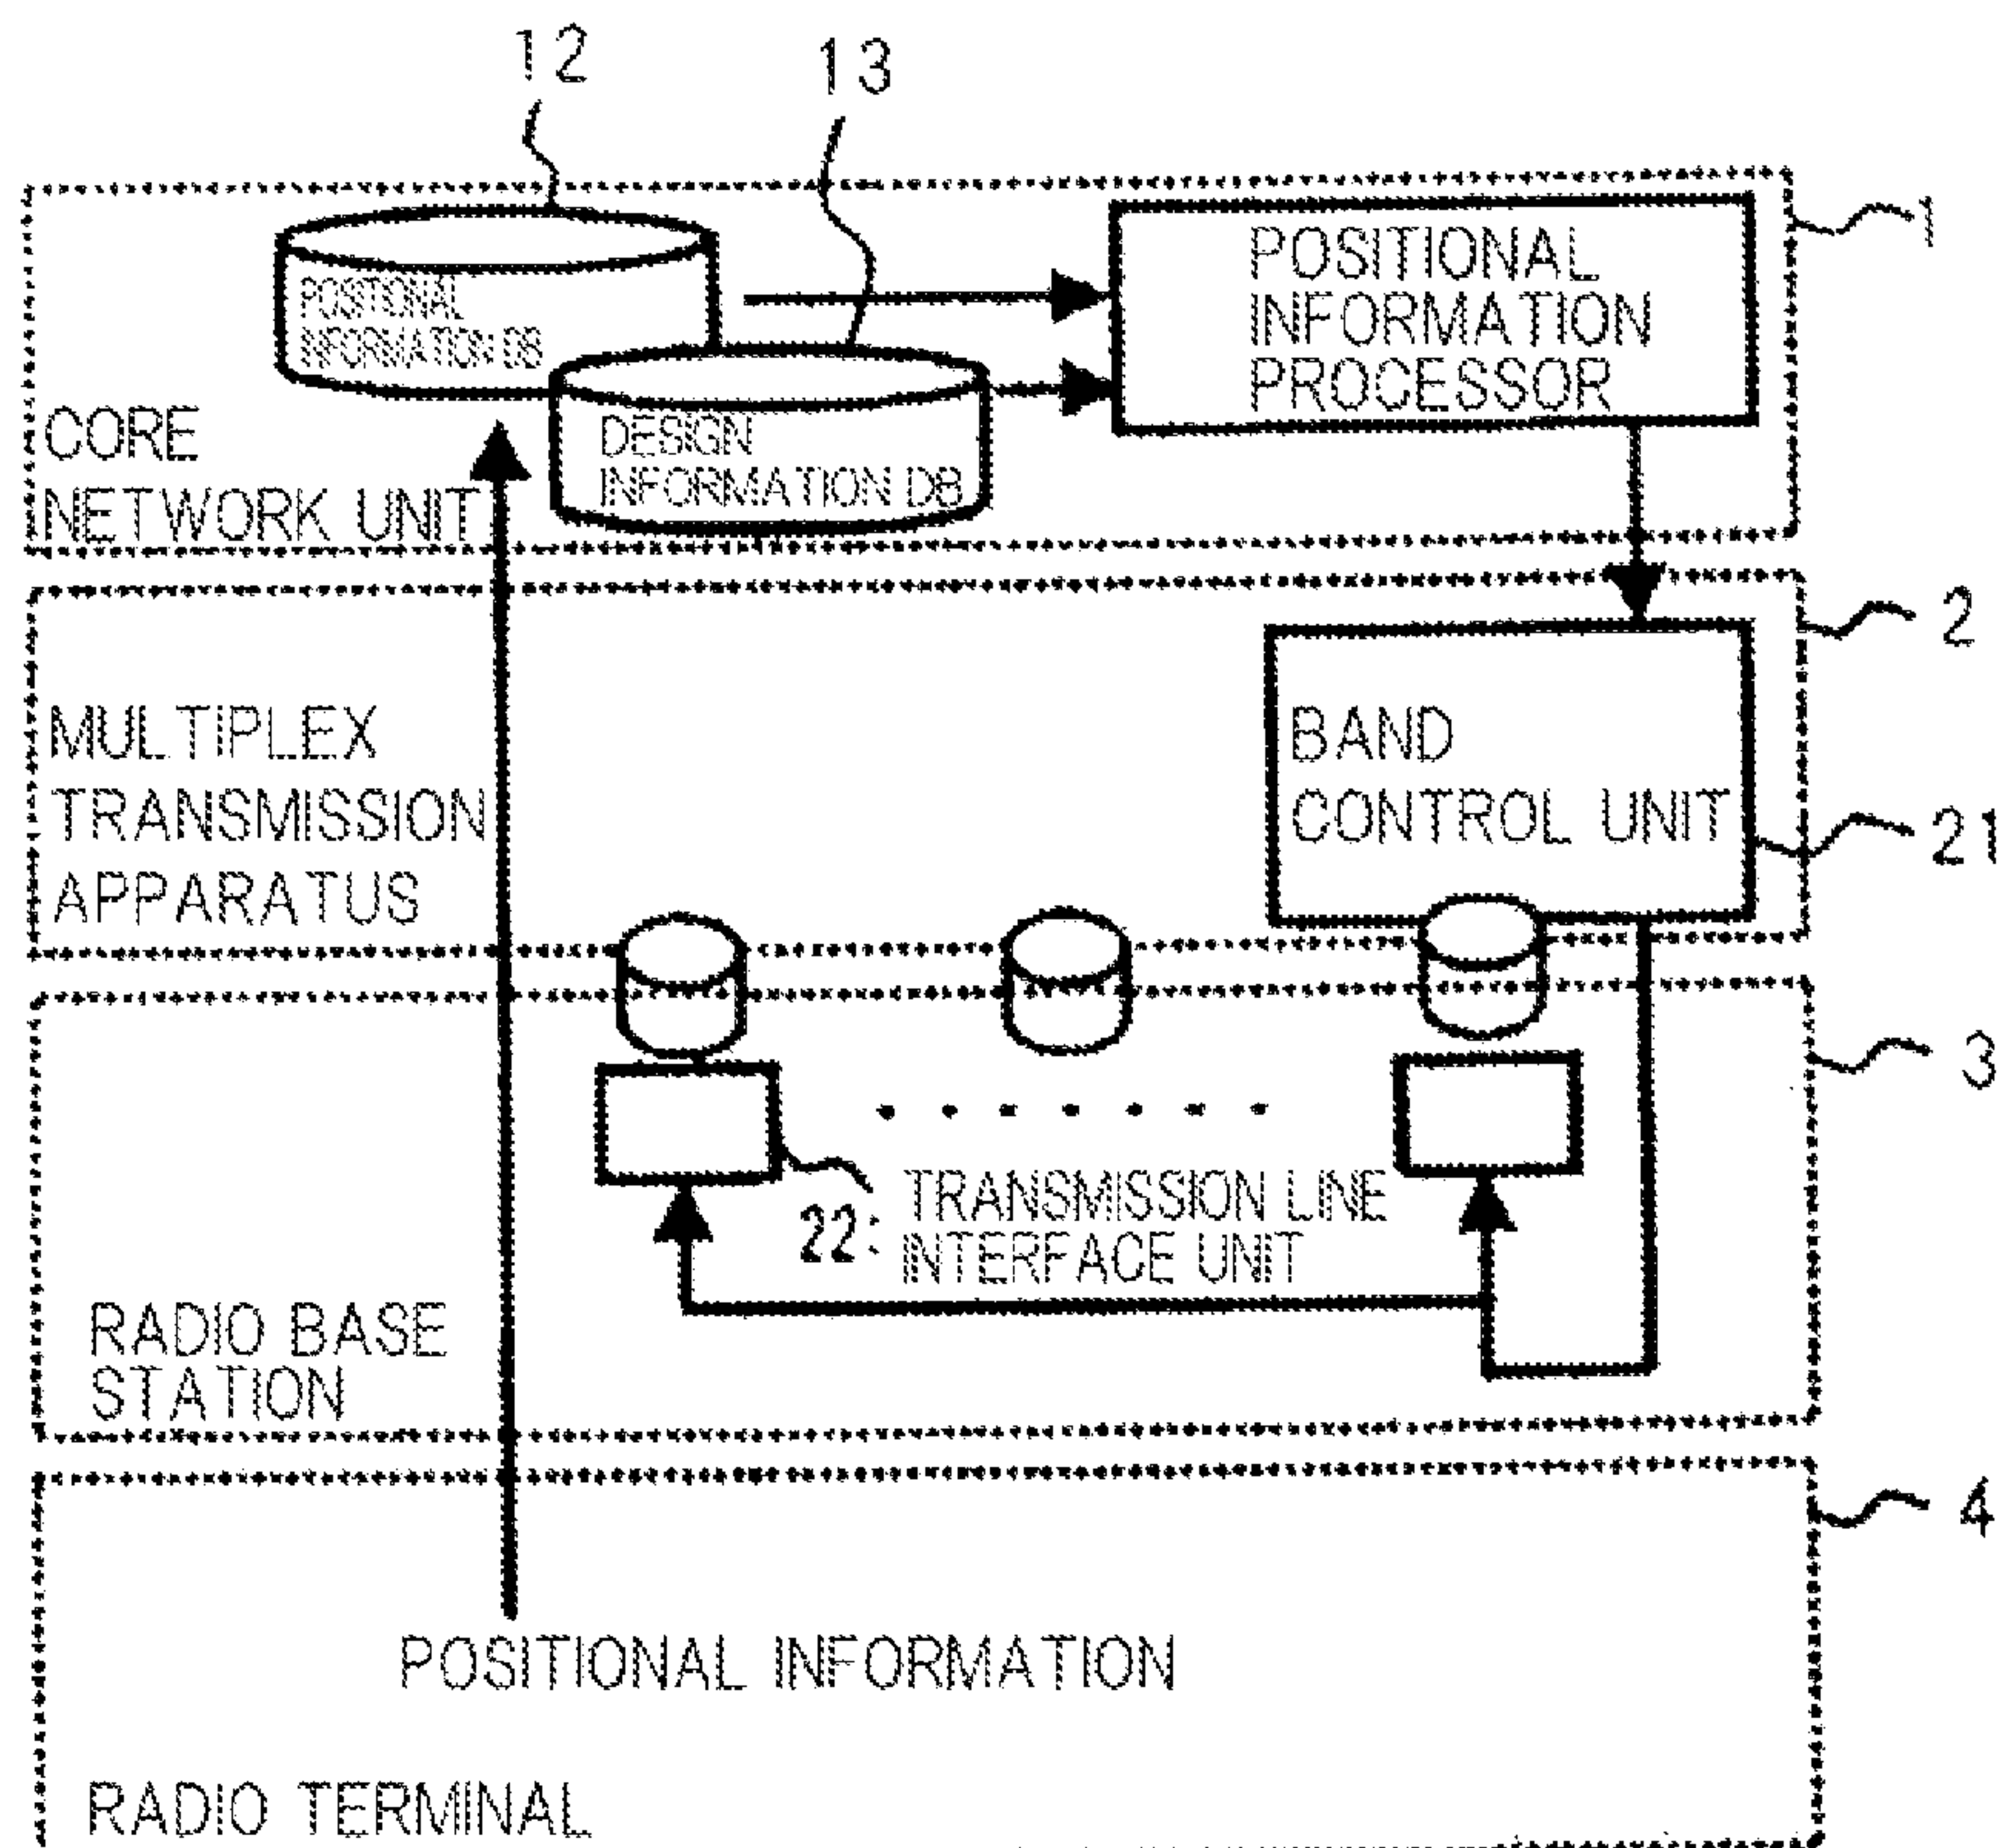 12
13
1
POSITIONAL
INFORMATION DB
POSITIONAL
INFORMATION
PROCESSOR
DESIGN
INFORMATION DB
CORE
NETWORK UNIT
2
MULTIPLEX
TRANSMISSION
APPARATUS
BAND
CONTROL UNIT
21
3
22: TRANSMISSION LINE
INTERFACE UNIT
RADIO BASE
STATION
4
POSITIONAL INFORMATION
RADIO TERMINAL